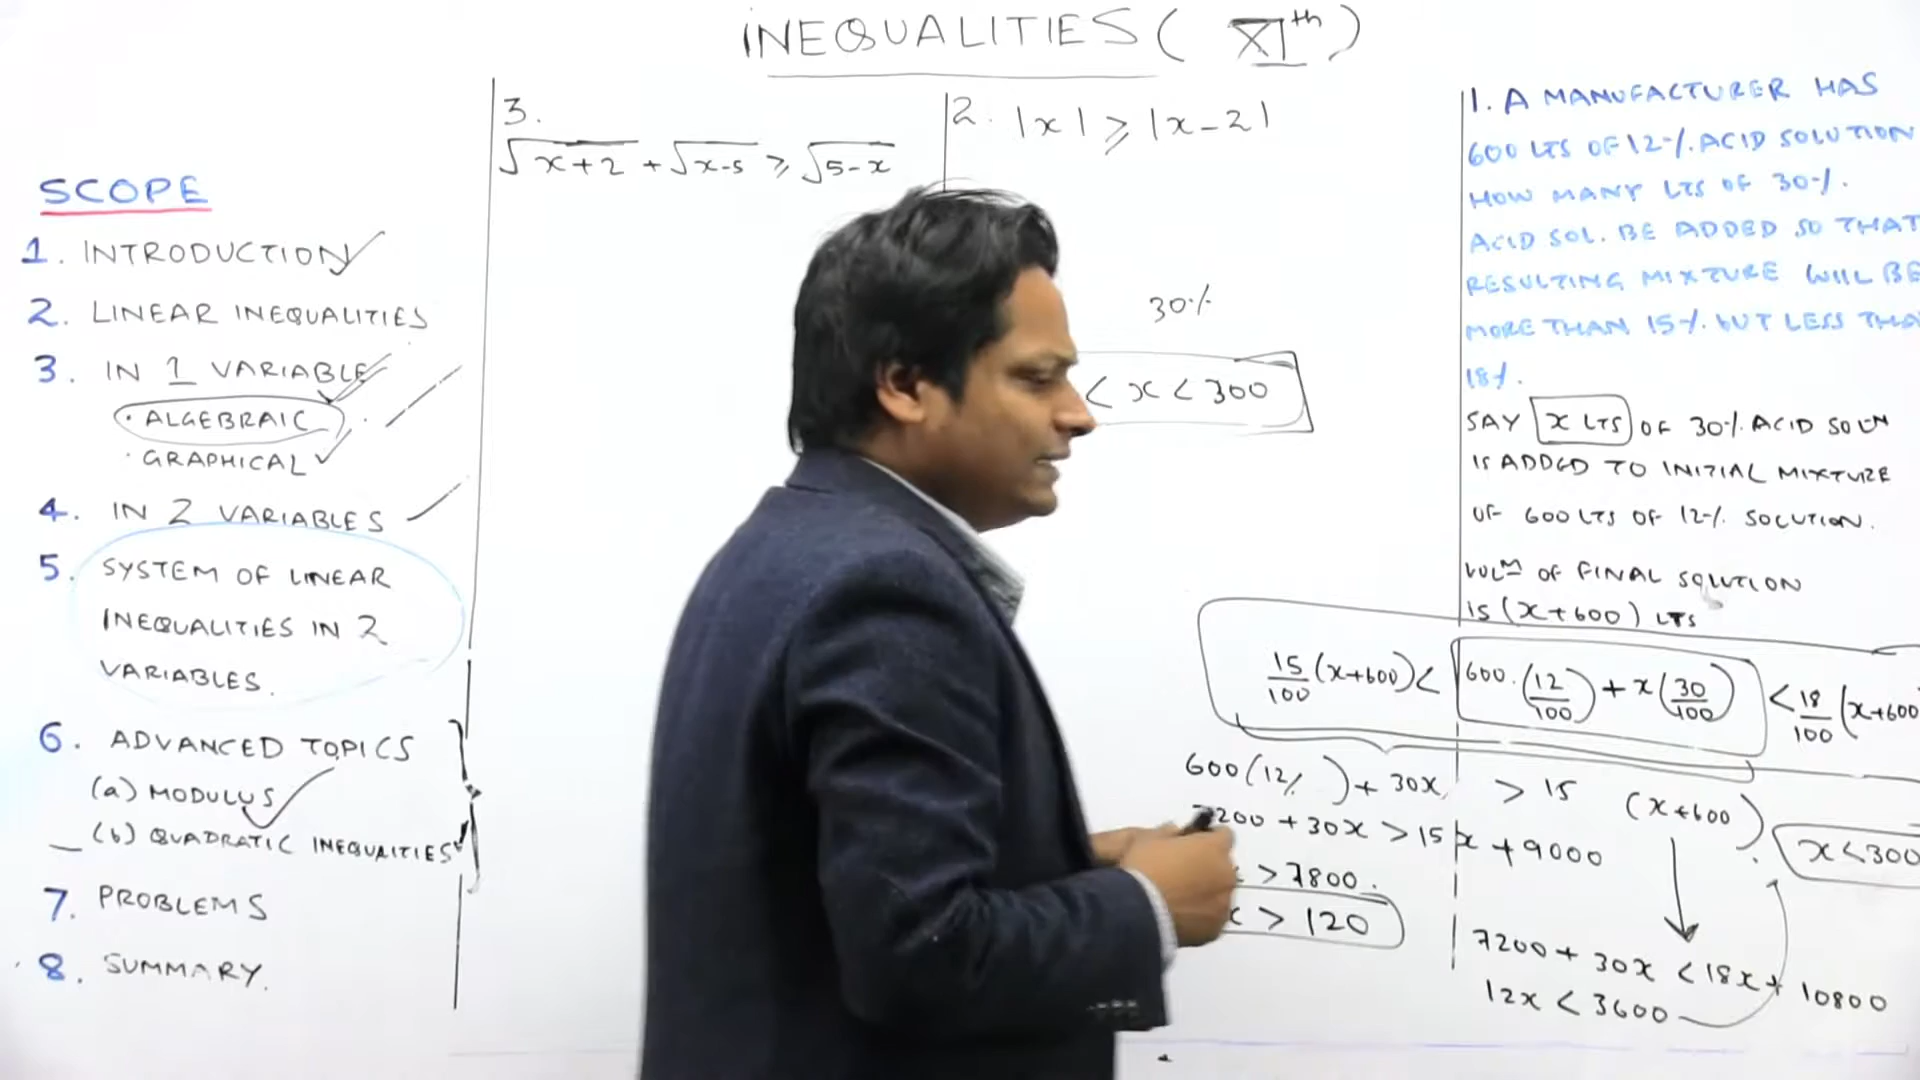 INEQUALITIES ( XIth )
SCOPE
1. INTRODUCTION
2. LINEAR INEQUALITIES
3. IN 1 VARIABLE
· ALGEBRAIC
· GRAPHICAL
4. IN 2 VARIABLES
5. SYSTEM OF LINEAR
INEQUALITIES IN 2
VARIABLES.
6. ADVANCED TOPICS
(a) MODULUS
(b) QUADRATIC INEQUALTIES
7. PROBLEMS
8. SUMMARY.
3.
√x+2 + √x-5 ≥ √5-x
2. |x| ≥ |x-2|
30%
< x < 300
1. A MANUFACTURER HAS
600 LTS OF 12% ACID SOLUTION
HOW MANY LTS OF 30%
ACID SOL. BE ADDED SO THAT
RESULTING MIXTURE WILL BE
MORE THAN 15% BUT LESS THA
18%.
SAY x LTS OF 30% ACID SOLN
IS ADDED TO INITIAL MIXTURE
OF 600 LTS OF 12% SOLUTION.
VOLM OF FINAL SOLUTION
IS (x+600) LTS
15/100 (x+600) < 600 · (12/100) + x (30/100) < 18/100 (x+600
600 (12% ) + 30x > 15 (x+600)
7200 + 30x > 15x + 9000
> 1800.
x > 120
x < 300
7200 + 30x < 18x + 10800
12x < 3600